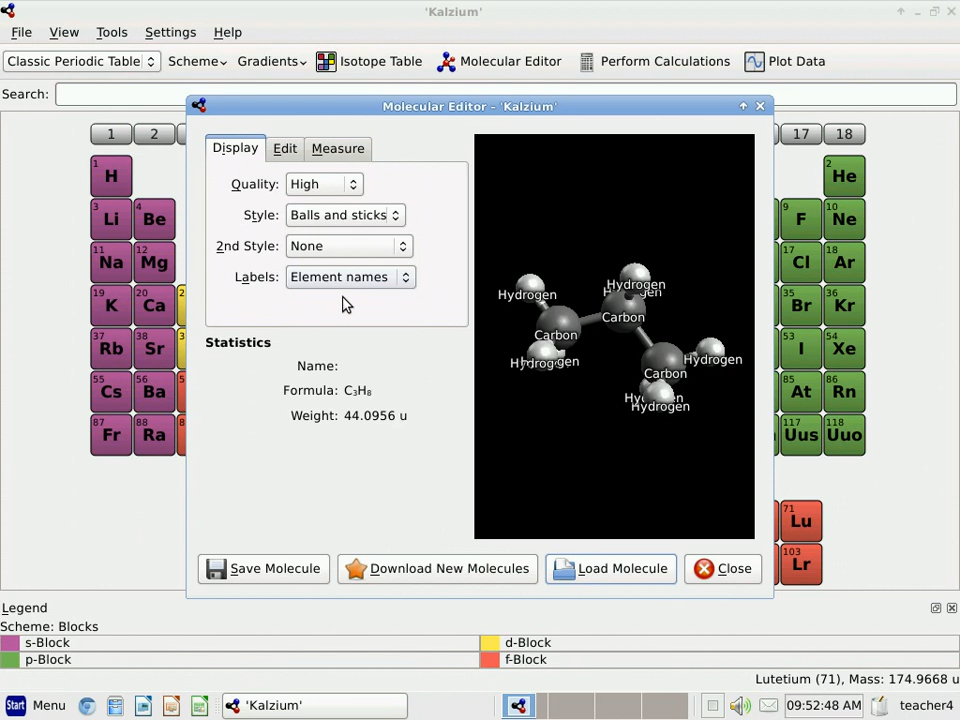 'Kalzium'
File View Tools Settings Help
Classic Periodic Table Scheme Gradients Isotope Table Molecular Editor Perform Calculations Plot Data
Search:
Molecular Editor – 'Kalzium'
1 2 17 18
Display Edit Measure
Quality: High
Style: Balls and sticks
2nd Style: None
Labels: Element names
1 H 2 He
3 Li 4 Be 9 F 10 Ne
11 Na 12 Mg 17 Cl 18 Ar
19 K 20 Ca 35 Br 36 Kr
37 Rb 38 Sr 53 I 54 Xe
55 Cs 56 Ba 85 At 86 Rn
87 Fr 88 Ra 117 Uus 118 Uuo
71 Lu
103 Lr
Hydrogen
Hydrogen
Carbon
Carbon
Hydrogen
Carbon
Hydrogen
Statistics
Name:
Formula: C₃H₈
Weight: 44.0956 u
Save Molecule Download New Molecules Load Molecule Close
Legend
Scheme: Blocks
s-Block d-Block
p-Block f-Block
Lutetium (71), Mass: 174.9668 u
Start Menu 'Kalzium' 09:52:48 AM teacher4